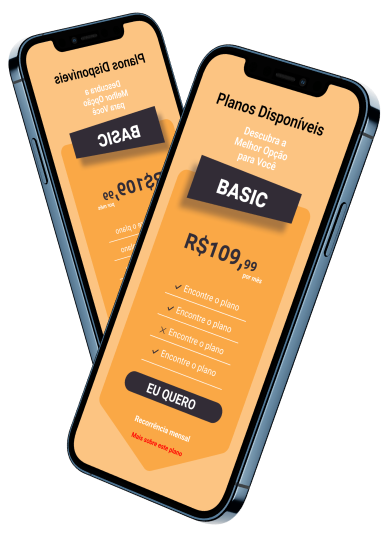 Planos Disponíveis
Descubra a
Melhor Opção
para Você
BASIC
R$109,99
por mês
Encontre o plano
Encontre o plano
Encontre o plano
Encontre o plano
EU QUERO
Recorrência mensal
Mais sobre este plano
Planos Disponíveis
Descubra a
Melhor Opção
para Você
BASIC
R$109,99
por mês